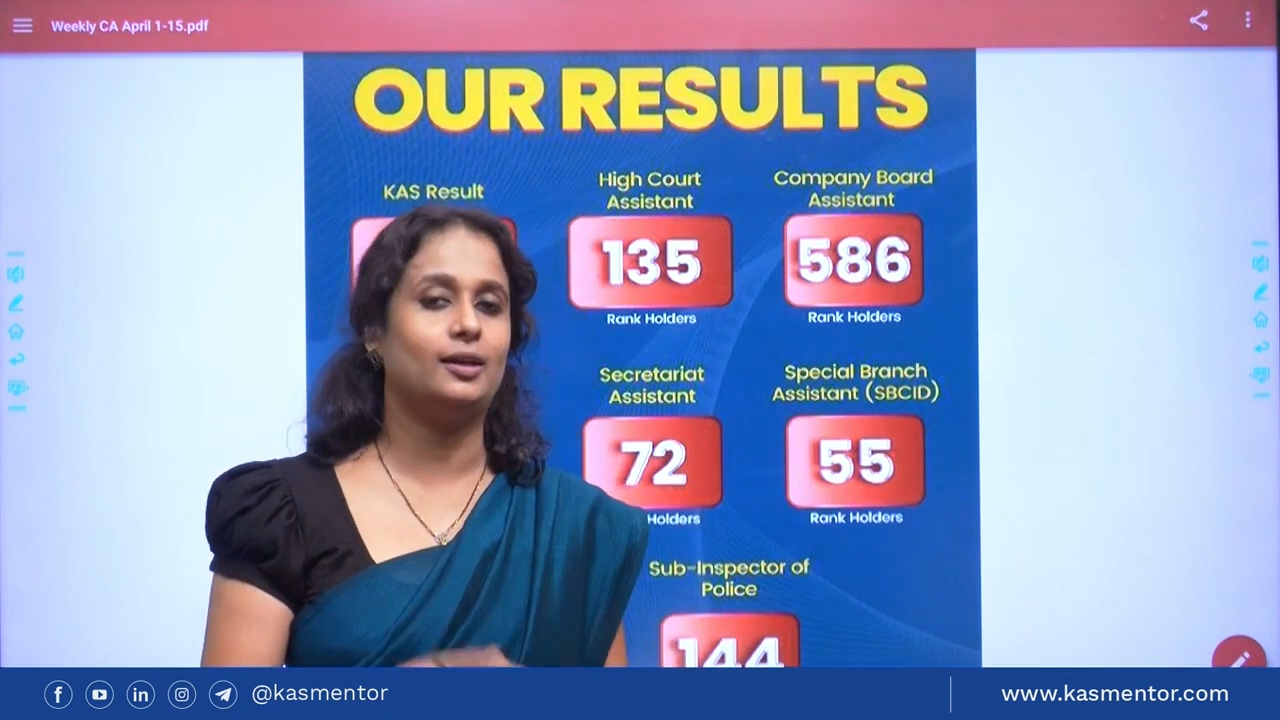 Weekly CA April 1-15.pdf
OUR RESULTS
KAS Result
High Court
Assistant
135
Rank Holders
Company Board
Assistant
586
Rank Holders
Secretariat
Assistant
72
Holders
Special Branch
Assistant (SBCID)
55
Rank Holders
Sub-Inspector of
Police
144
@kasmentor
www.kasmentor.com